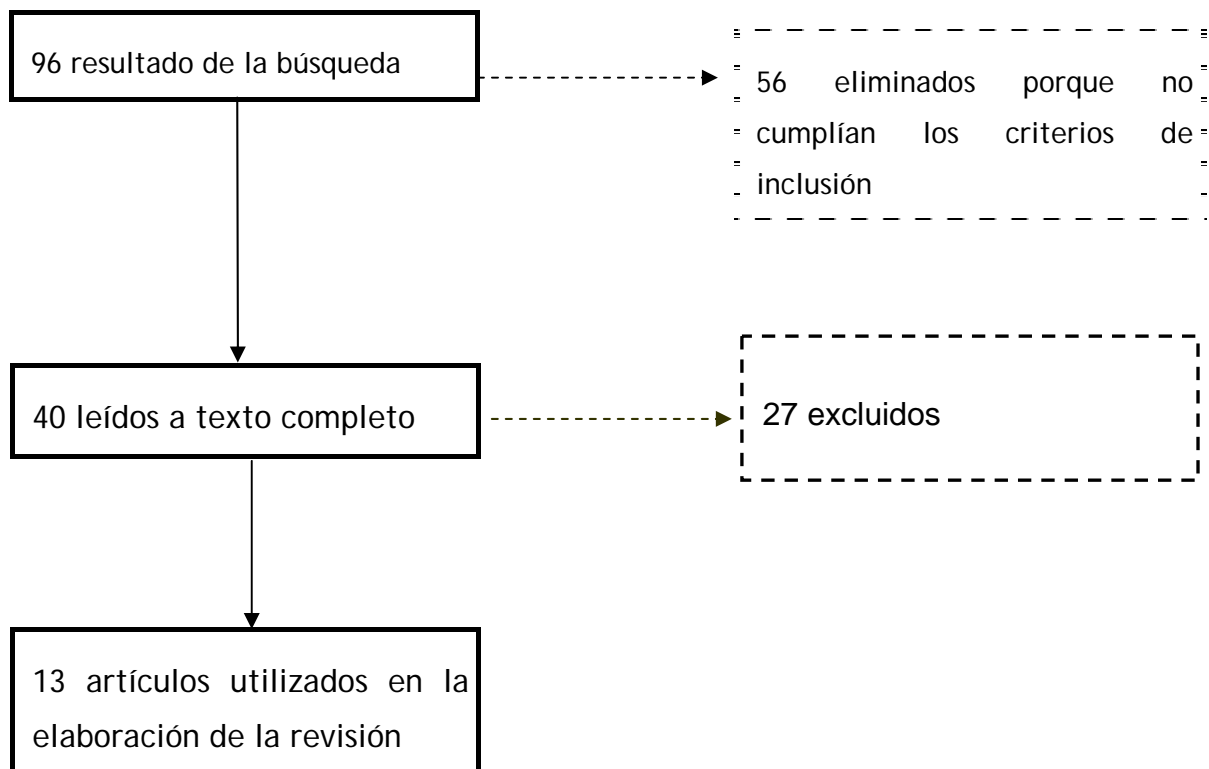 96 resultado de la búsqueda
56 eliminados porque no
cumplían los criterios de
inclusión
40 leídos a texto completo
27 excluidos
13 artículos utilizados en la
elaboración de la revisión